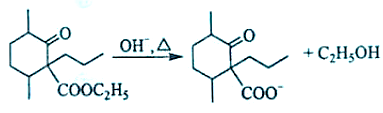 O
OH⁻,△
O
+ C₂H₅OH
COOC₂H₅
COO⁻